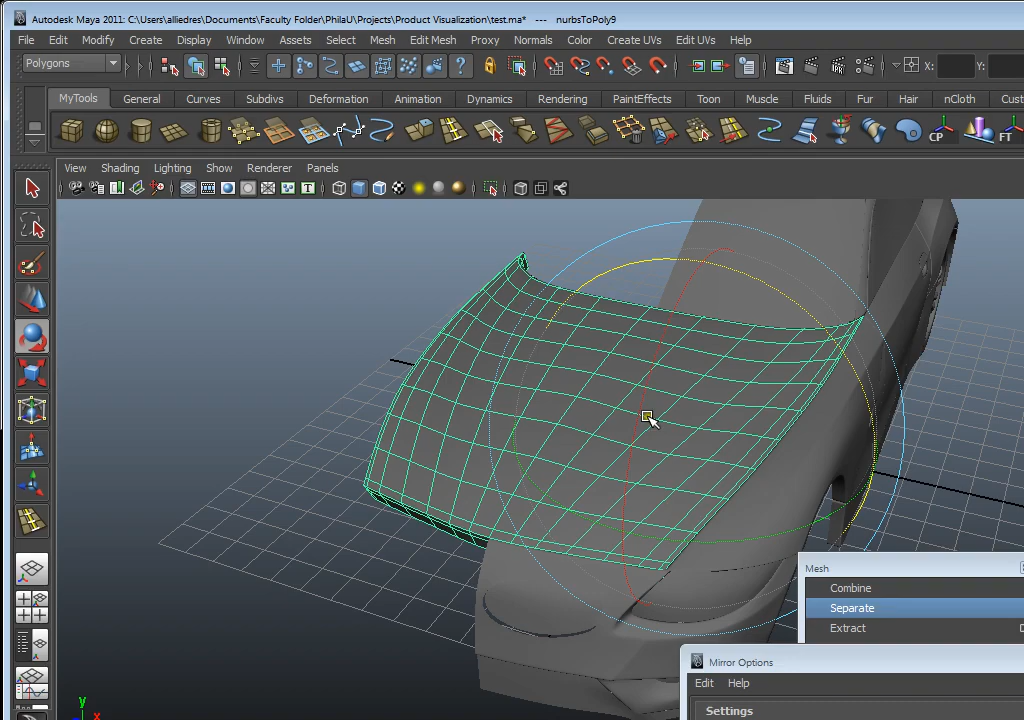 Autodesk Maya 2011: C:\Users\alliedres\Documents\Faculty Folder\PhilaU\Projects\Product Visualization\test.ma* --- nurbsToPoly9
File Edit Modify Create Display Window Assets Select Mesh Edit Mesh Proxy Normals Color Create UVs Edit UVs Help
Polygons X: Y:
MyTools General Curves Subdivs Deformation Animation Dynamics Rendering PaintEffects Toon Muscle Fluids Fur Hair nCloth Cust
CP FT
View Shading Lighting Show Renderer Panels
Mesh
Combine
Separate
Extract
Mirror Options
Edit Help
Settings
y
x